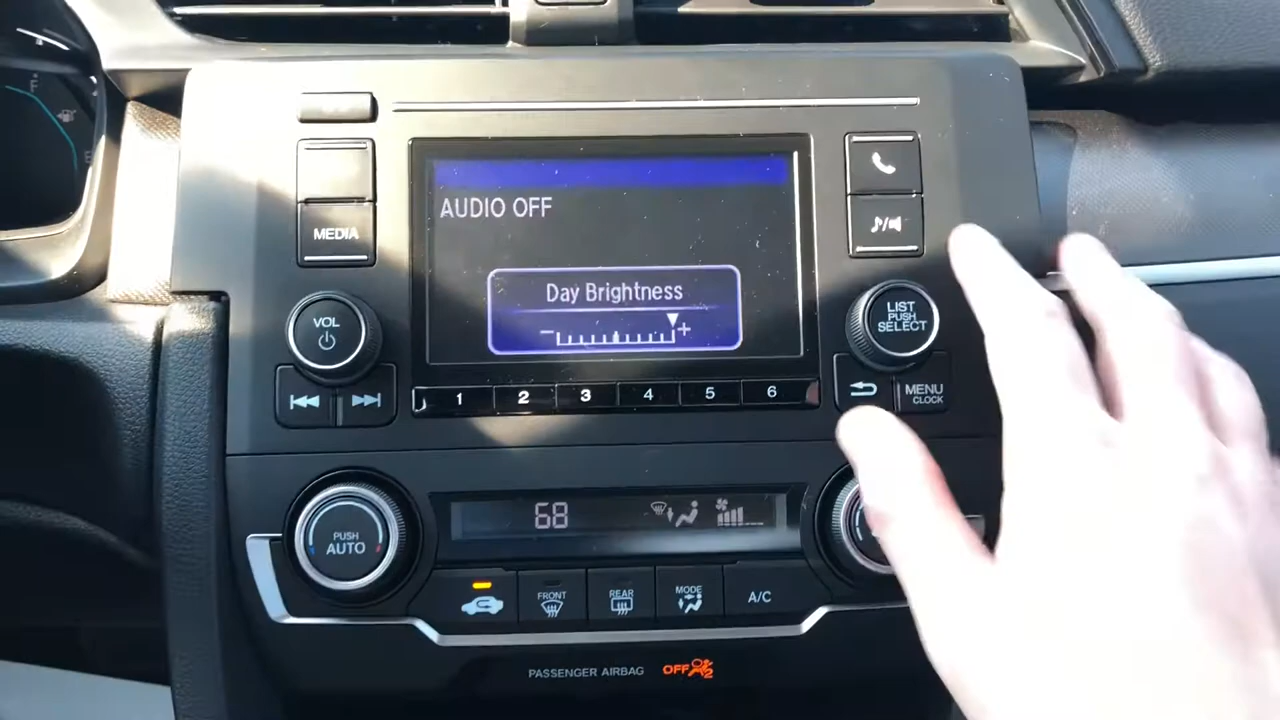 F
MEDIA
AUDIO OFF
Day Brightness
− +
VOL
LIST
PUSH
SELECT
1 2 3 4 5 6
MENU
CLOCK
68
PUSH
AUTO
FRONT
REAR
MODE
A/C
PASSENGER AIRBAG OFF
2